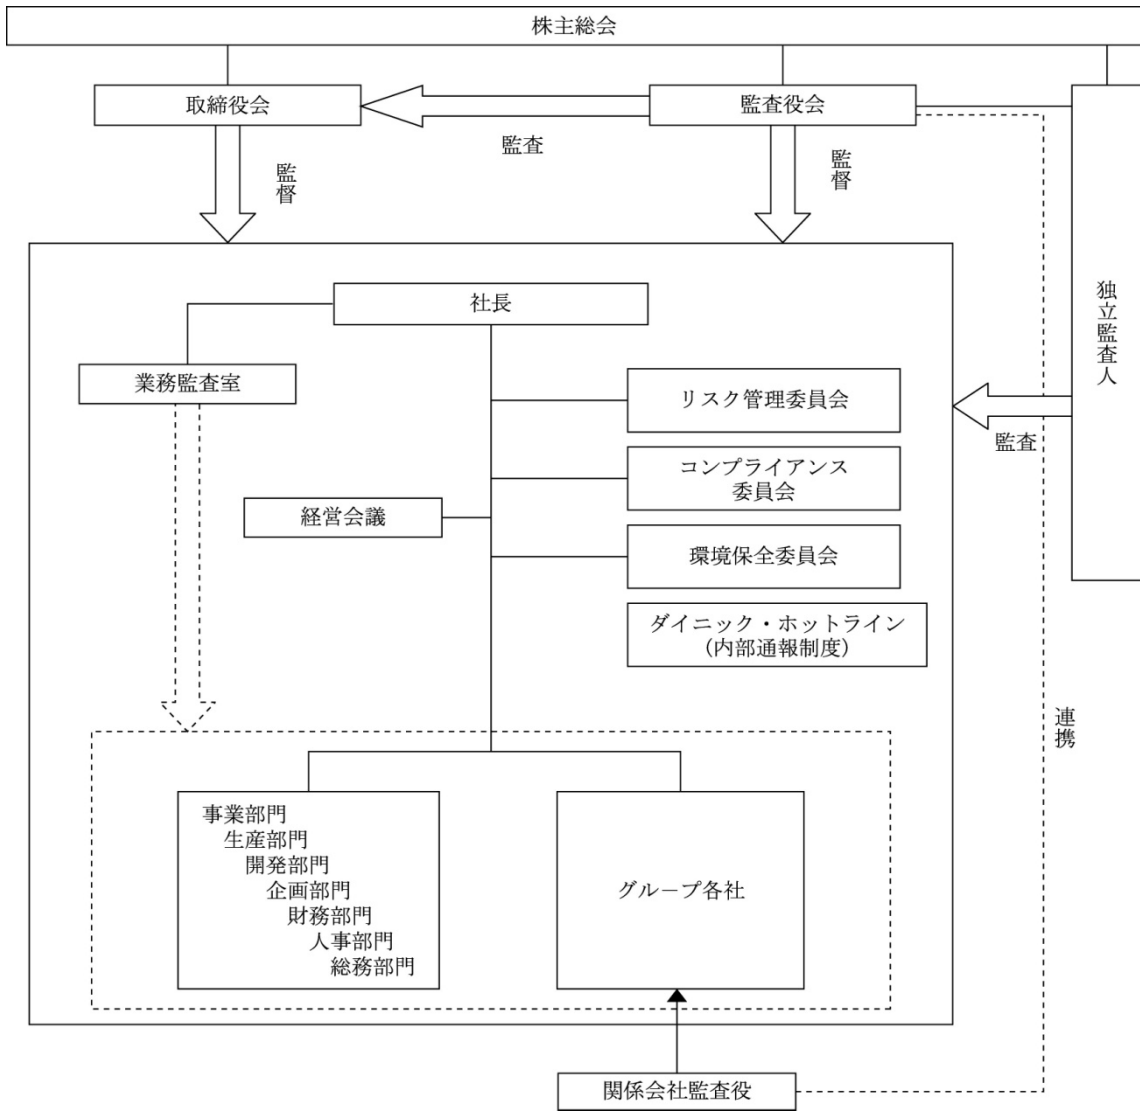 株主総会
取締役会
監査役会
監査
監督
監督
独立監査人
社長
業務監査室
リスク管理委員会
監査
コンプライアンス
委員会
経営会議
環境保全委員会
ダイニック・ホットライン
(内部通報制度)
連携
事業部門
生産部門
開発部門
企画部門
財務部門
人事部門
総務部門
グループ各社
関係会社監査役